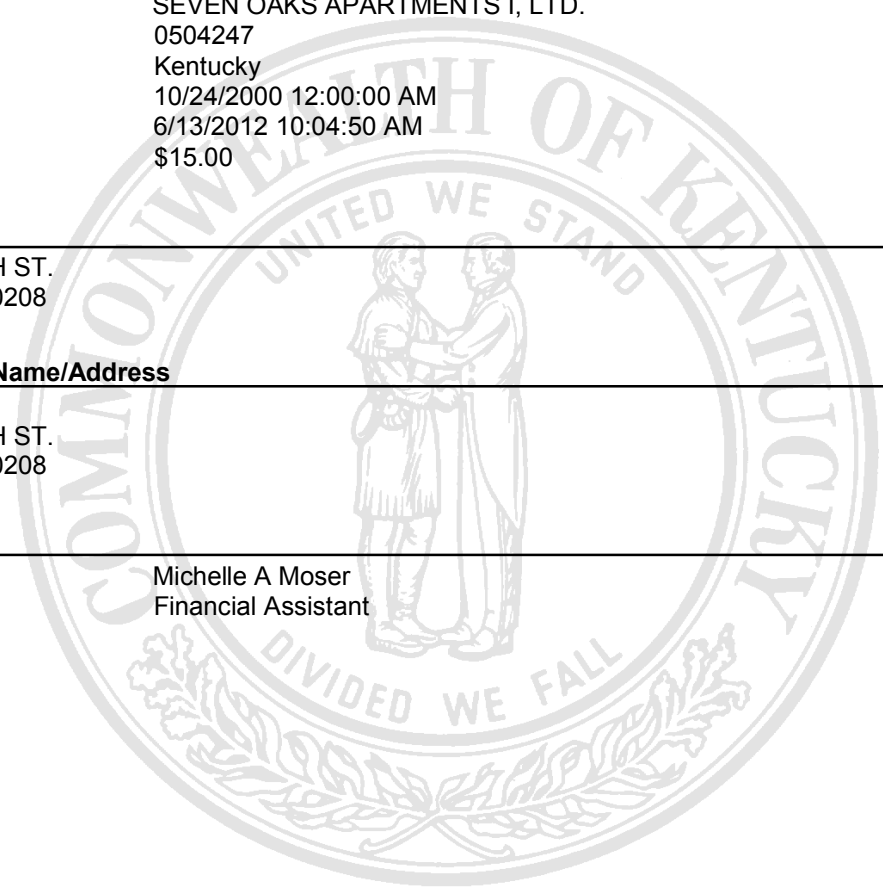 SEVEN OAKS APARTMENTS I, LTD.
0504247
Kentucky
10/24/2000 12:00:00 AM
6/13/2012 10:04:50 AM
$15.00
COMMONWEALTH OF KENTUCKY
UNITED WE STAND
H ST.
0208
Name/Address
H ST.
0208
Michelle A Moser
Financial Assistant
DIVIDED WE FALL